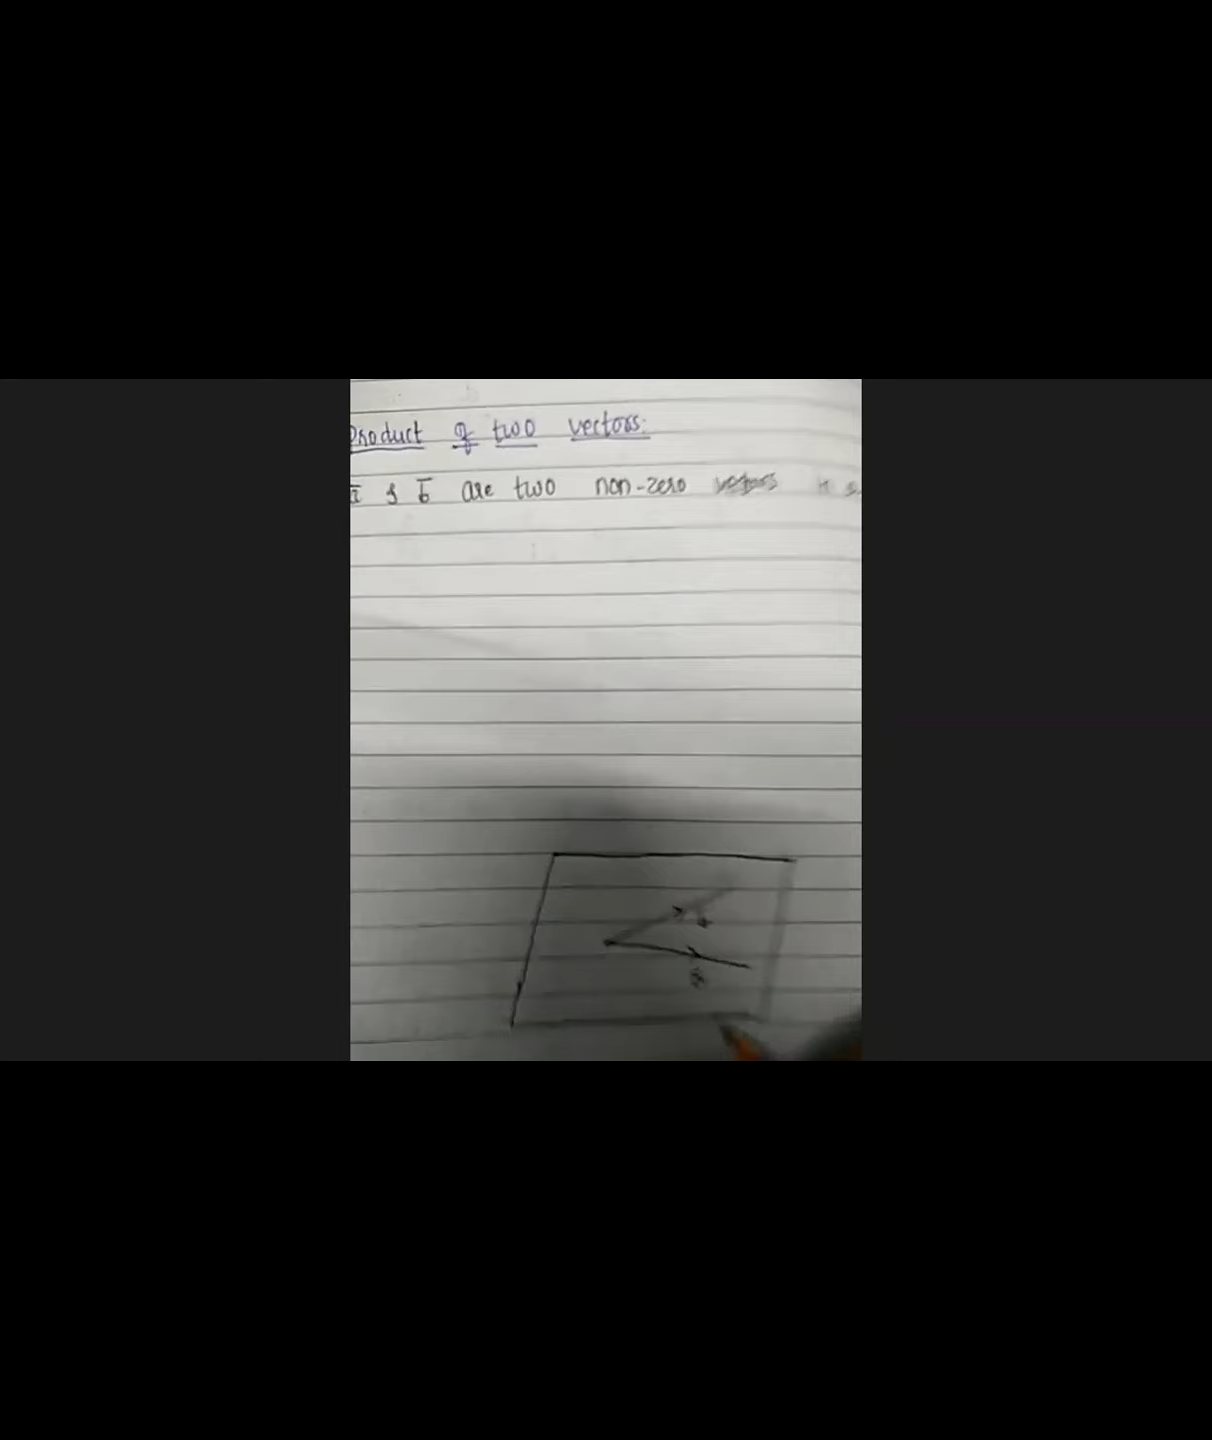 Product of two vectors:
ā & b̄ are two non-zero vectors